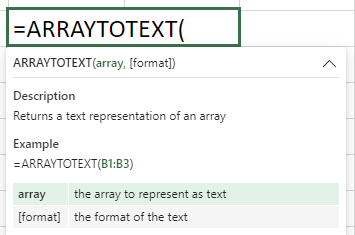 =ARRAYTOTEXT(
ARRAYTOTEXT(array, [format])
Description
Returns a text representation of an array
Example
=ARRAYTOTEXT(B1:B3)
array the array to represent as text
[format] the format of the text